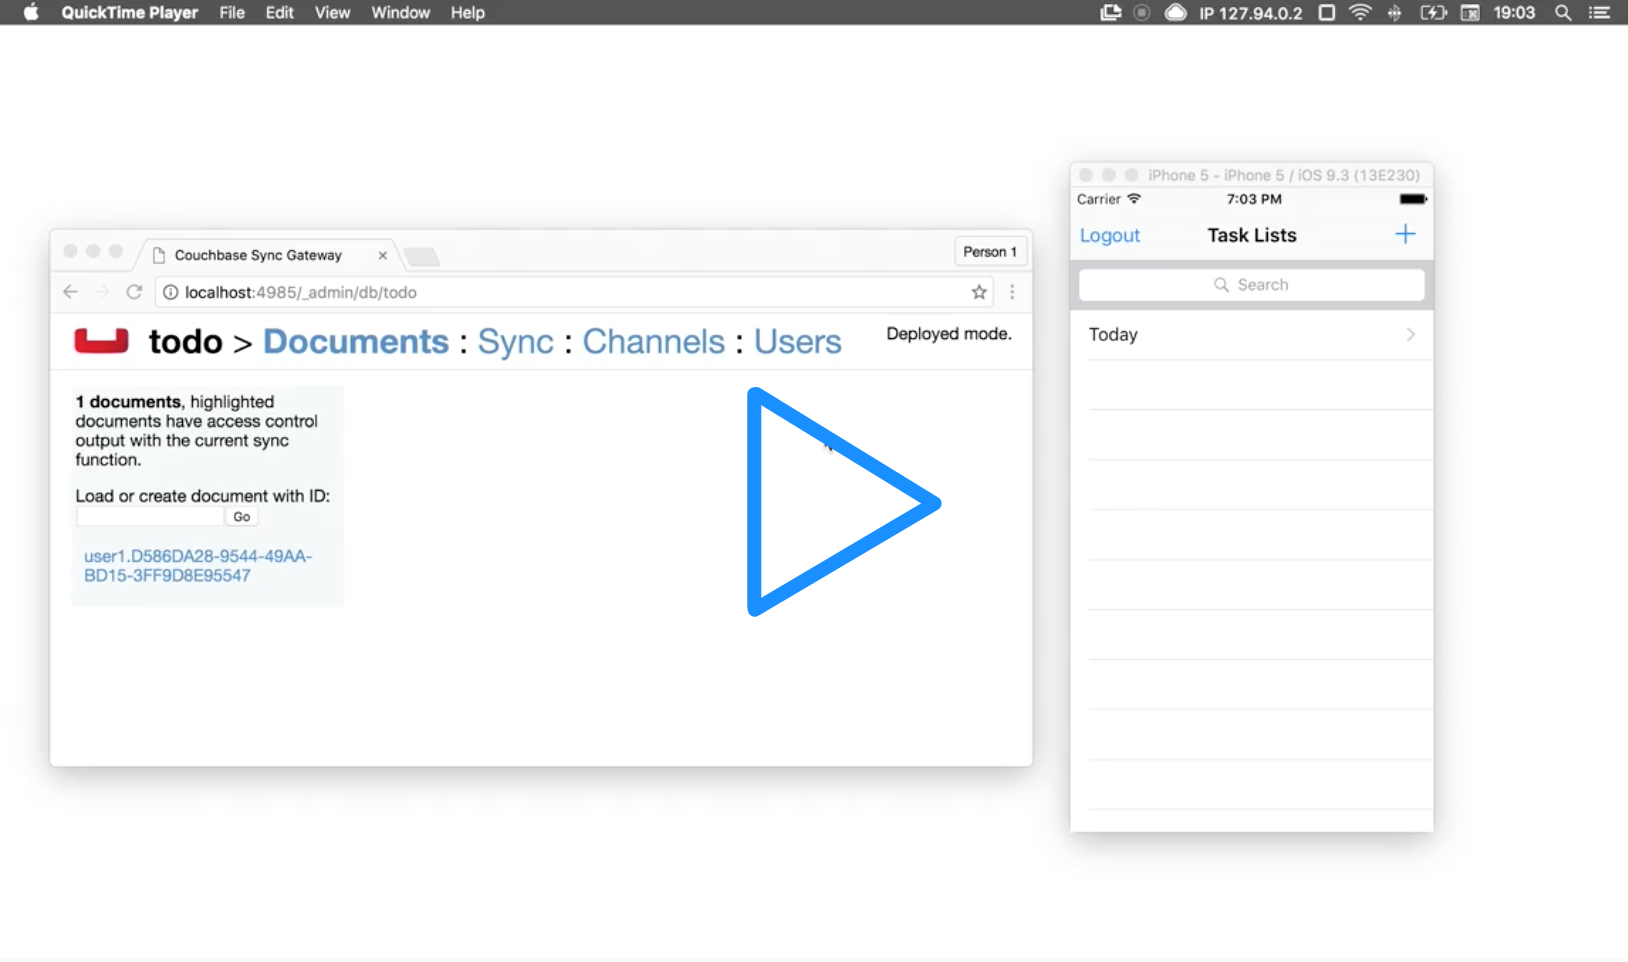 QuickTime Player File Edit View Window Help IP 127.94.0.2 19:03
iPhone 5 - iPhone 5 / iOS 9.3 (13E230)
Carrier 7:03 PM
Logout Task Lists +
Search
Today
Couchbase Sync Gateway Person 1
localhost:4985/_admin/db/todo
todo > Documents : Sync : Channels : Users Deployed mode.
1 documents, highlighted
documents have access control
output with the current sync
function.
Load or create document with ID:
Go
user1.D586DA28-9544-49AA-
BD15-3FF9D8E95547